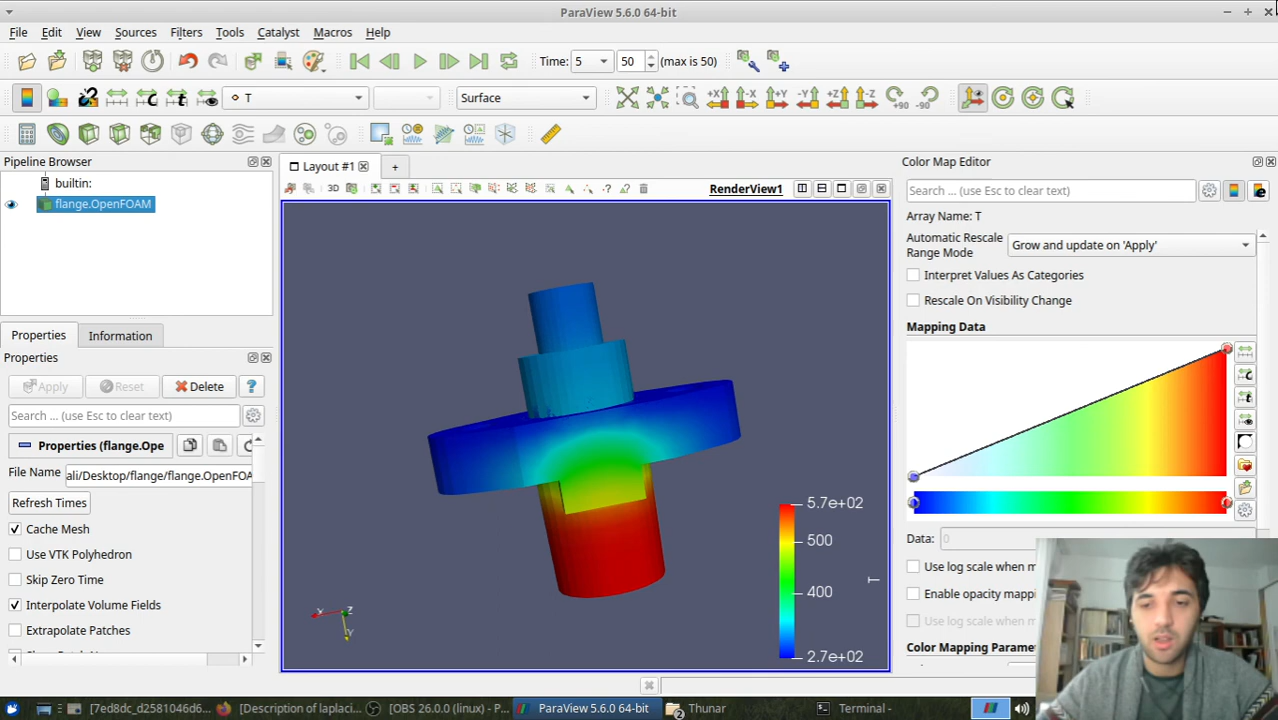 ParaView 5.6.0 64-bit
File Edit View Sources Filters Tools Catalyst Macros Help
Time: 5 50 (max is 50)
T Surface +X -X +Y -Y +Z -Z +90 -90
Pipeline Browser
builtin:
flange.OpenFOAM
Properties Information
Properties
Apply Reset Delete ?
Search ... (use Esc to clear text)
Properties (flange.Ope
File Name ali/Desktop/flange/flange.OpenFOA
Refresh Times
Cache Mesh
Use VTK Polyhedron
Skip Zero Time
Interpolate Volume Fields
Extrapolate Patches
Layout #1 +
3D RenderView1
5.7e+02
500
400
2.7e+02
T
X Z
Y
Color Map Editor
Search ... (use Esc to clear text)
Array Name: T
Automatic Rescale
Range Mode Grow and update on 'Apply'
Interpret Values As Categories
Rescale On Visibility Change
Mapping Data
Data: 0
Use log scale when m
Enable opacity mappi
Use log scale when m
Color Mapping Parame
[7ed8dc_d2581046d6... [Description of laplaci... [OBS 26.0.0 (linux) - P... ParaView 5.6.0 64-bit 2 Thunar Terminal -